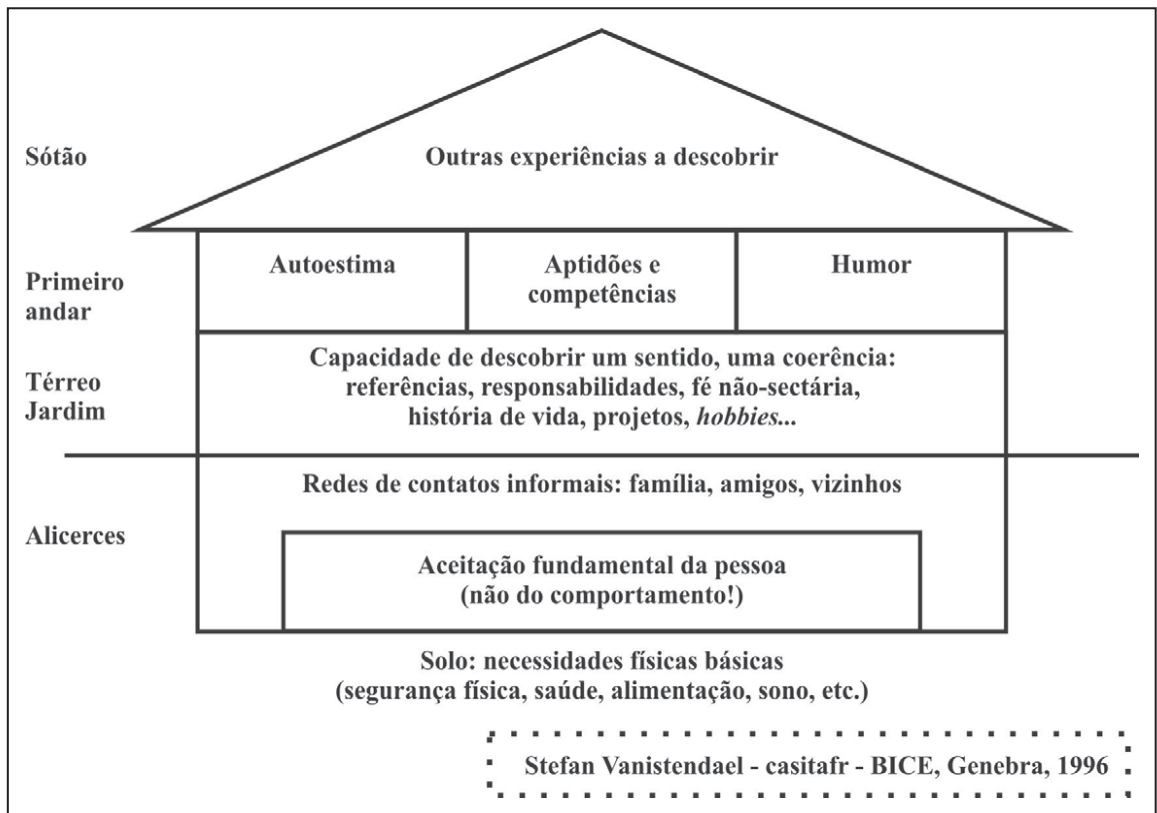 Sótão
Outras experiências a descobrir
Primeiro
andar
Autoestima
Aptidões e
competências
Humor
Térreo
Jardim
Capacidade de descobrir um sentido, uma coerência:
referências, responsabilidades, fé não-sectária,
história de vida, projetos, hobbies...
Alicerces
Redes de contatos informais: família, amigos, vizinhos
Aceitação fundamental da pessoa
(não do comportamento!)
Solo: necessidades físicas básicas
(segurança física, saúde, alimentação, sono, etc.)
Stefan Vanistendael - casitafr - BICE, Genebra, 1996